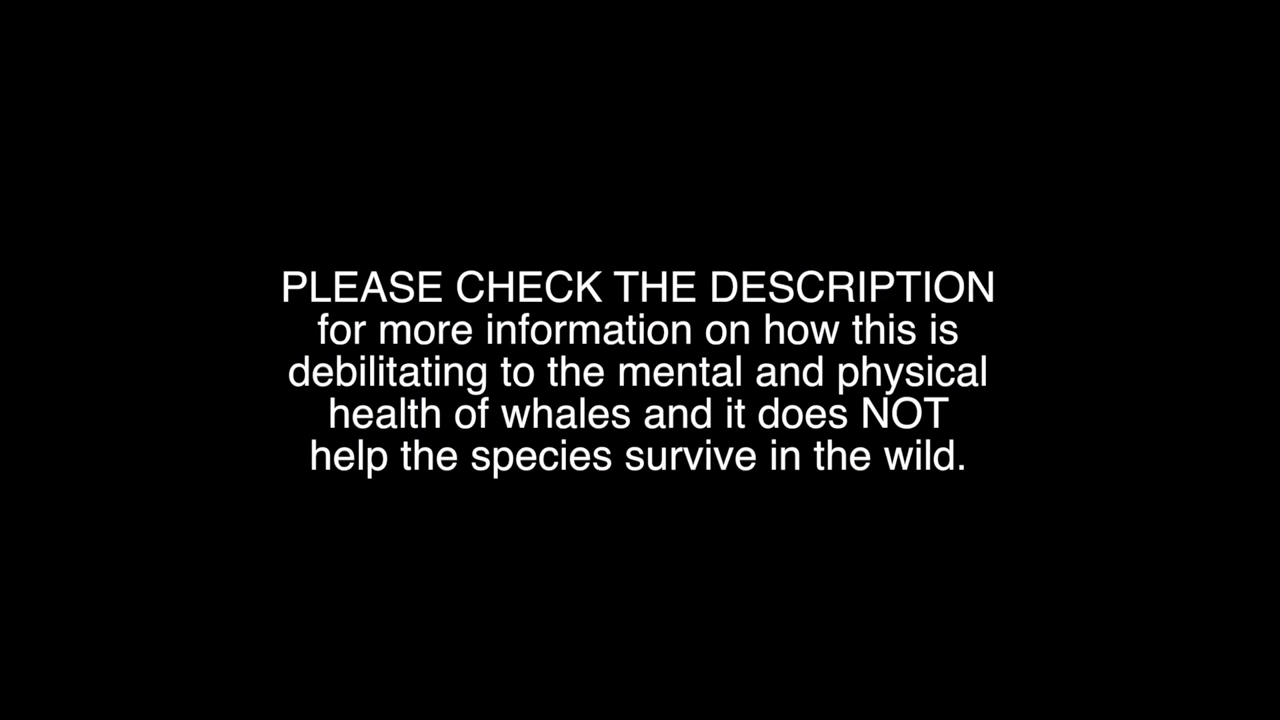 PLEASE CHECK THE DESCRIPTION
for more information on how this is
debilitating to the mental and physical
health of whales and it does NOT
help the species survive in the wild.